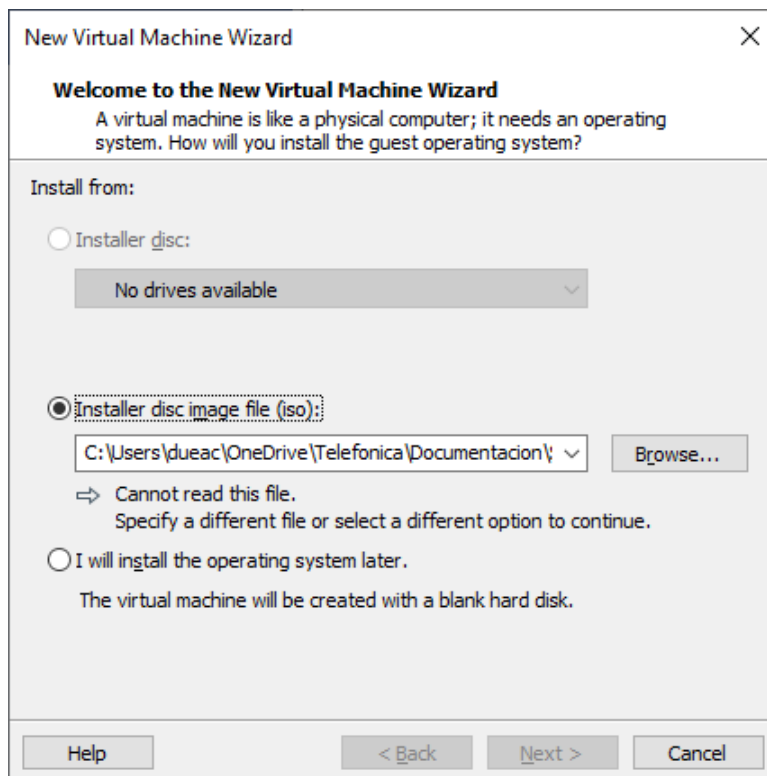 New Virtual Machine Wizard
Welcome to the New Virtual Machine Wizard
A virtual machine is like a physical computer; it needs an operating
system. How will you install the guest operating system?
Install from:
Installer disc:
No drives available
Installer disc image file (iso):
C:\Users\dueac\OneDrive\Telefonica\Documentacion\
Browse...
Cannot read this file.
Specify a different file or select a different option to continue.
I will install the operating system later.
The virtual machine will be created with a blank hard disk.
Help
< Back
Next >
Cancel